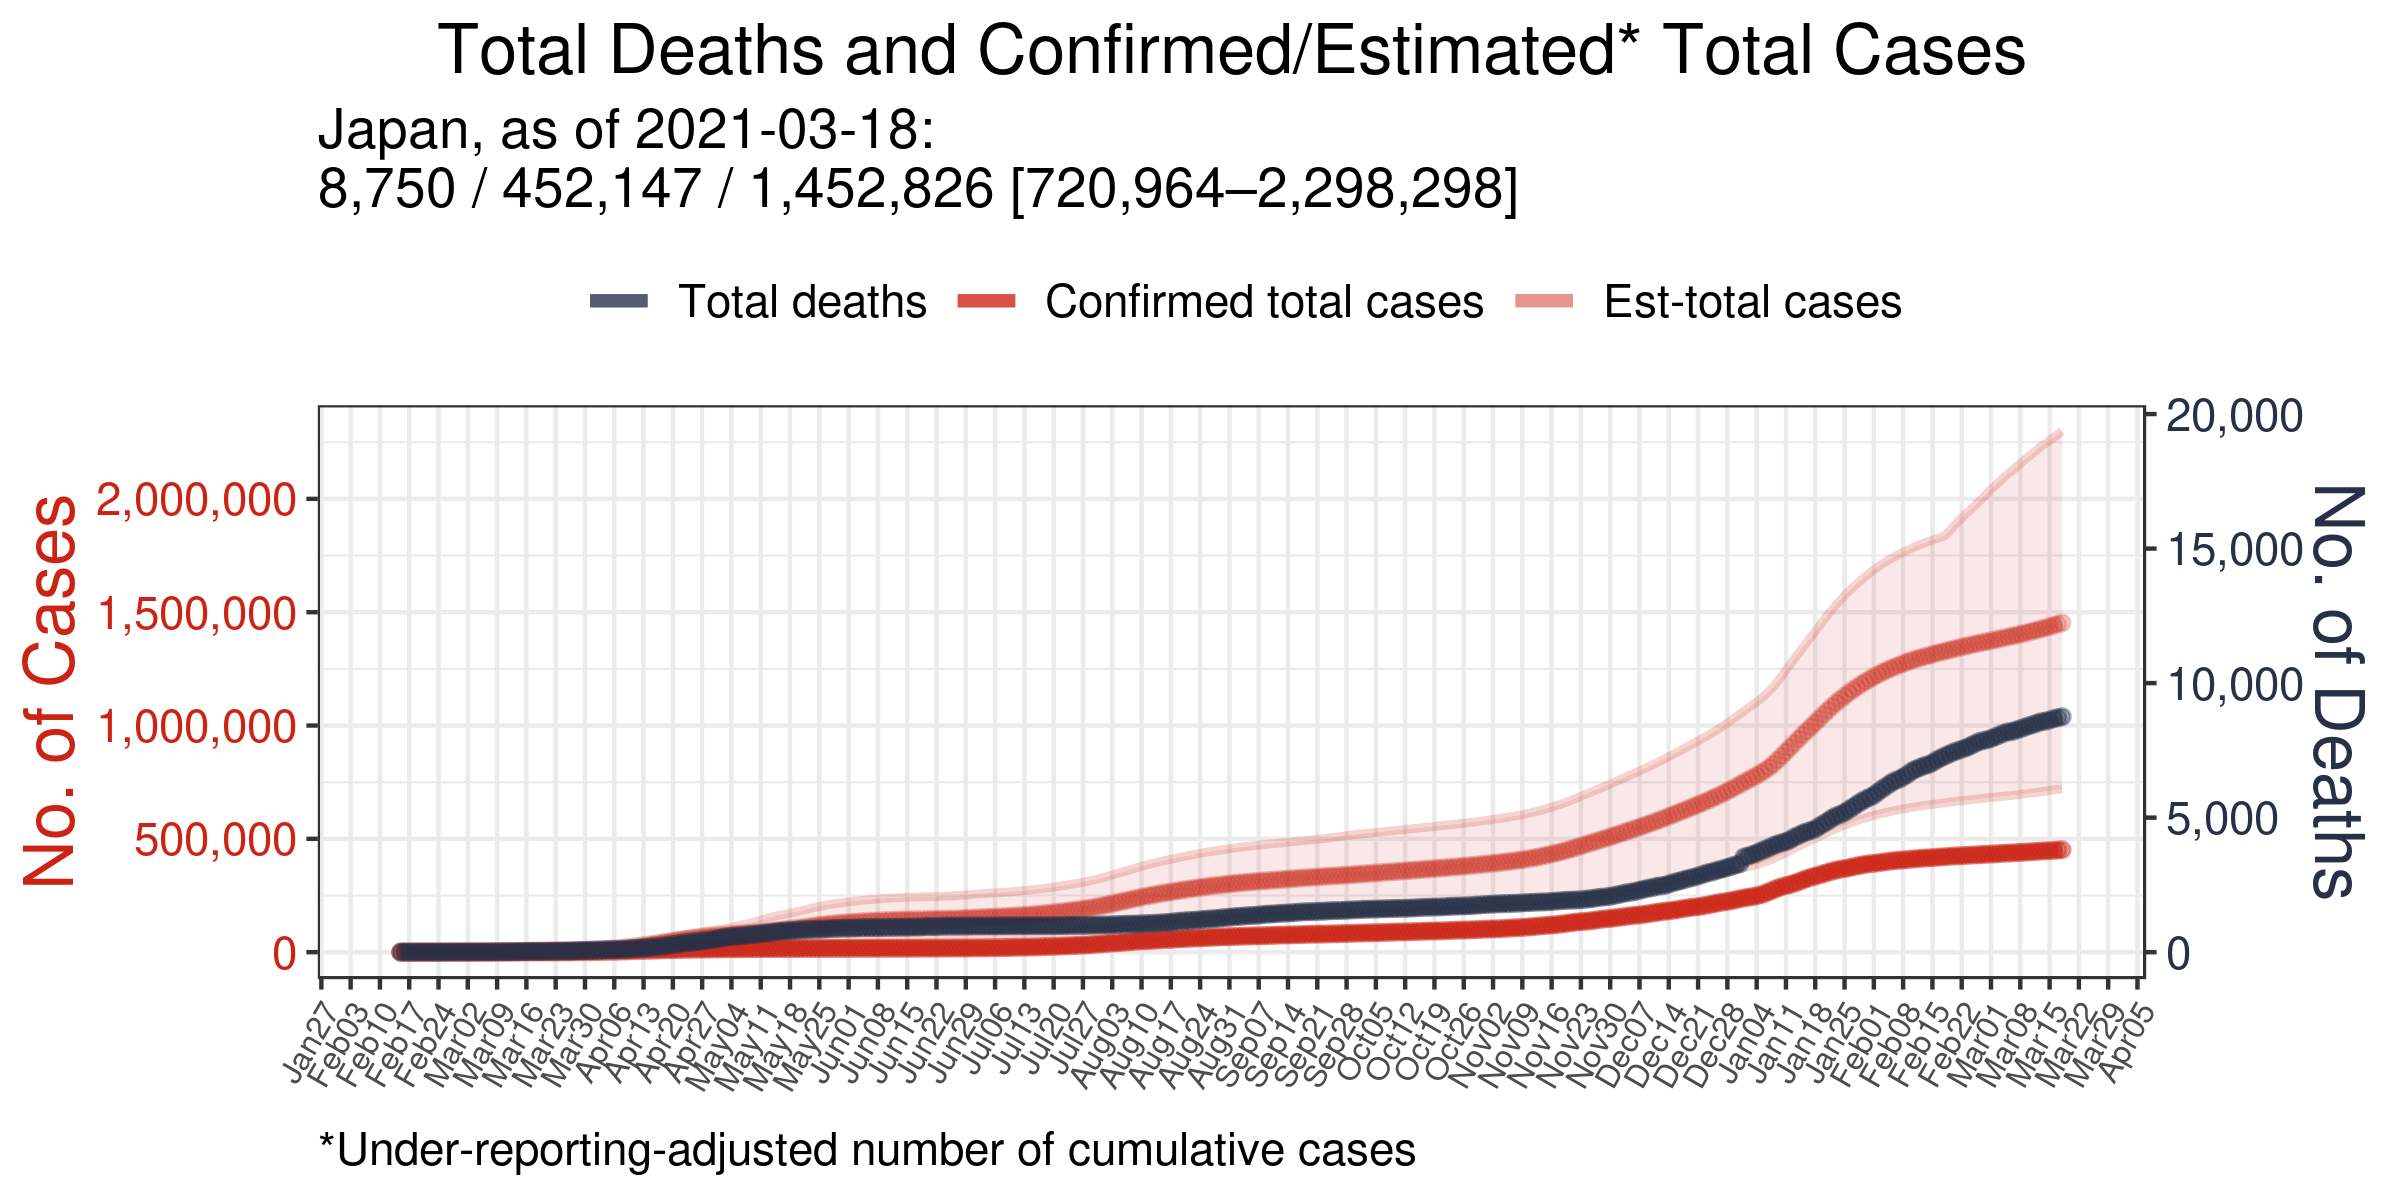 Total Deaths and Confirmed/Estimated* Total Cases
Japan, as of 2021-03-18:
8,750 / 452,147 / 1,452,826 [720,964–2,298,298]
Total deaths
Confirmed total cases
Est-total cases
No. of Cases
2,000,000
1,500,000
1,000,000
500,000
0
20,000
15,000
10,000
5,000
0
No. of Deaths
Jan27
Feb03
Feb10
Feb17
Feb24
Mar02
Mar09
Mar16
Mar23
Mar30
Apr06
Apr13
Apr20
Apr27
May04
May11
May18
May25
Jun01
Jun08
Jun15
Jun22
Jun29
Jul06
Jul13
Jul20
Jul27
Aug03
Aug10
Aug17
Aug24
Aug31
Sep07
Sep14
Sep21
Sep28
Oct05
Oct12
Oct19
Oct26
Nov02
Nov09
Nov16
Nov23
Nov30
Dec07
Dec14
Dec21
Dec28
Jan04
Jan11
Jan18
Jan25
Feb01
Feb08
Feb15
Feb22
Mar01
Mar08
Mar15
Mar22
Mar29
Apr05
*Under-reporting-adjusted number of cumulative cases